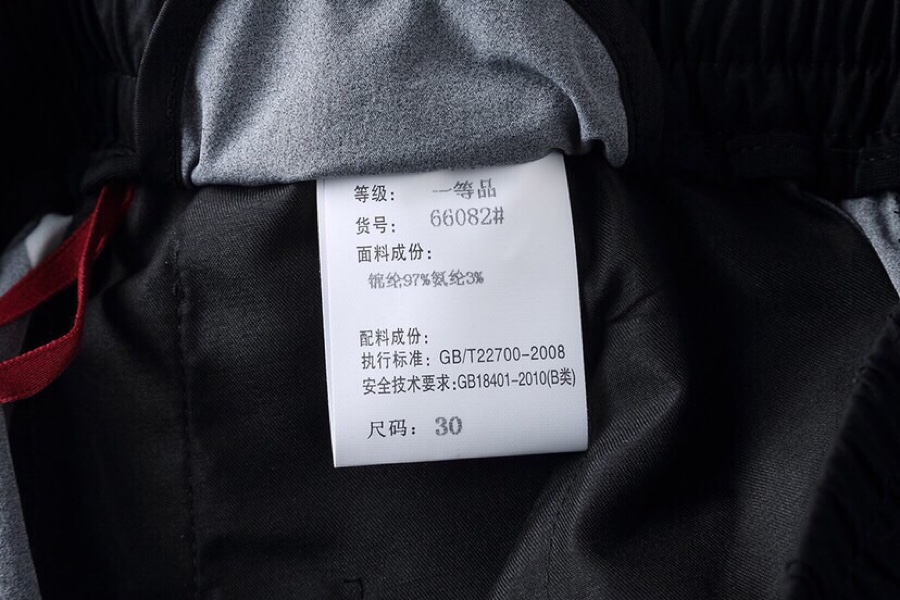 等级: 一等品
货号: 66082#
面料成份:
锦纶97%氨纶3%
配料成份:
执行标准: GB/T22700-2008
安全技术要求:GB18401-2010(B类)
尺码: 30